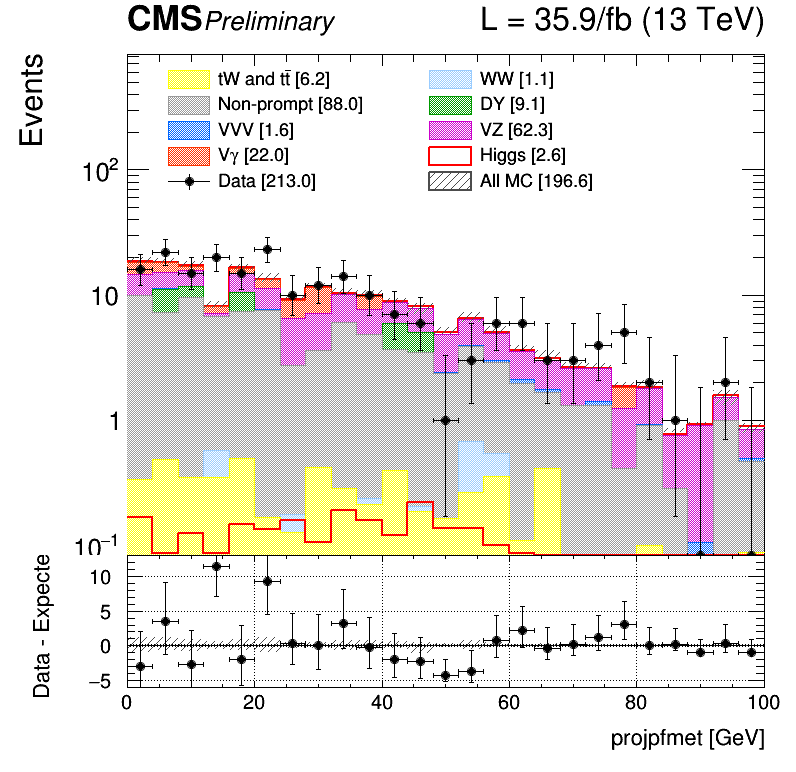 CMS Preliminary L = 35.9/fb (13 TeV)
Events
tW and tt̄ [6.2] WW [1.1]
Non-prompt [88.0] DY [9.1]
VVV [1.6] VZ [62.3]
Vγ [22.0] Higgs [2.6]
Data [213.0] All MC [196.6]
10²
10
1
10⁻¹
Data - Expecte
10
5
0
−5
0 20 40 60 80 100
projpfmet [GeV]